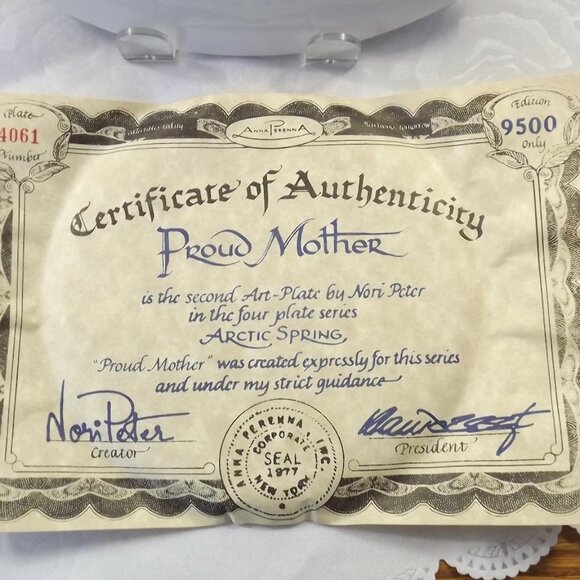 Plate
4061
Number
ANNA PERENNA
Edition
9500
Only
Certificate of Authenticity
Proud Mother
is the second Art-Plate by Nori Peter
in the four plate series
ARCTIC SPRING,
"Proud Mother" was created expressly for this series
and under my strict guidance
Nori Peter
Creator
President
ANNA PERENNA, INC.
CORPORATE
SEAL
1977
NEW YORK